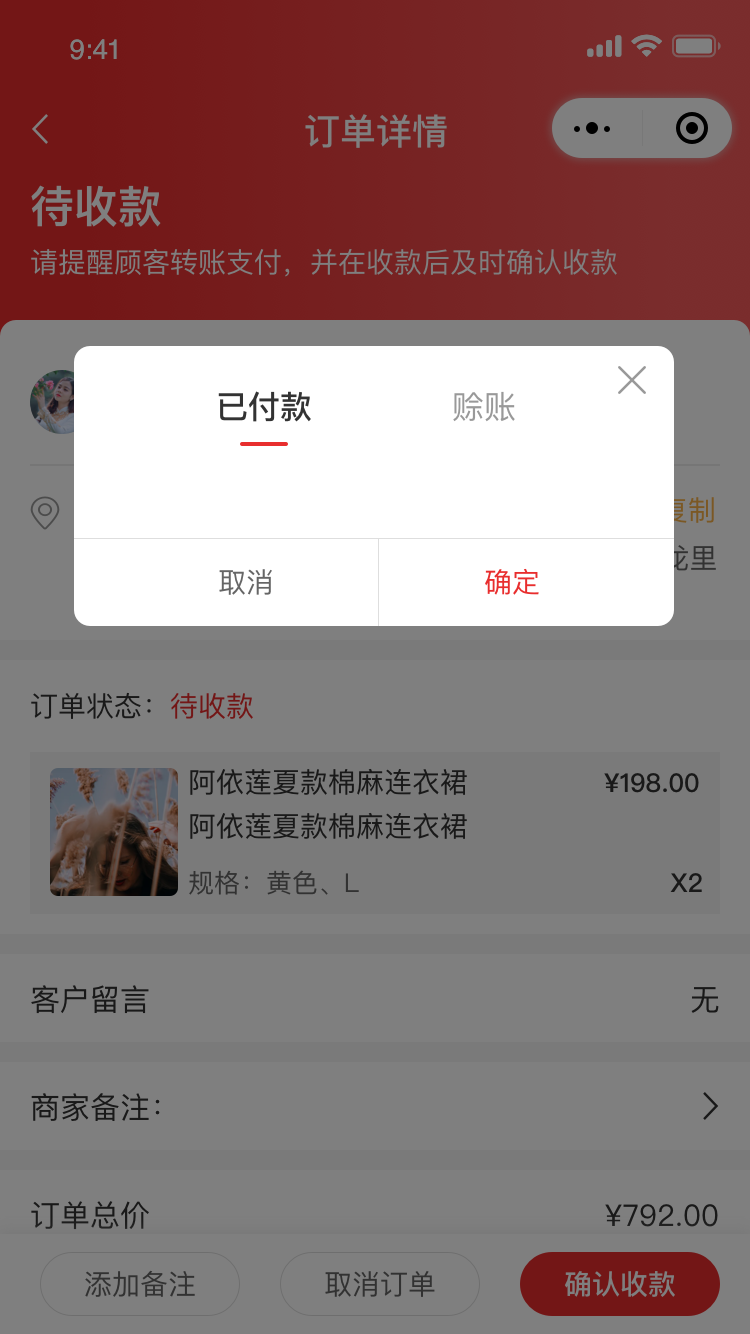 9:41
订单详情
待收款
请提醒顾客转账支付，并在收款后及时确认收款
已付款 赊账
复制
龙里
取消 确定
订单状态：待收款
阿依莲夏款棉麻连衣裙 ¥198.00
阿依莲夏款棉麻连衣裙
规格：黄色、L X2
客户留言 无
商家备注：
订单总价 ¥792.00
添加备注 取消订单 确认收款